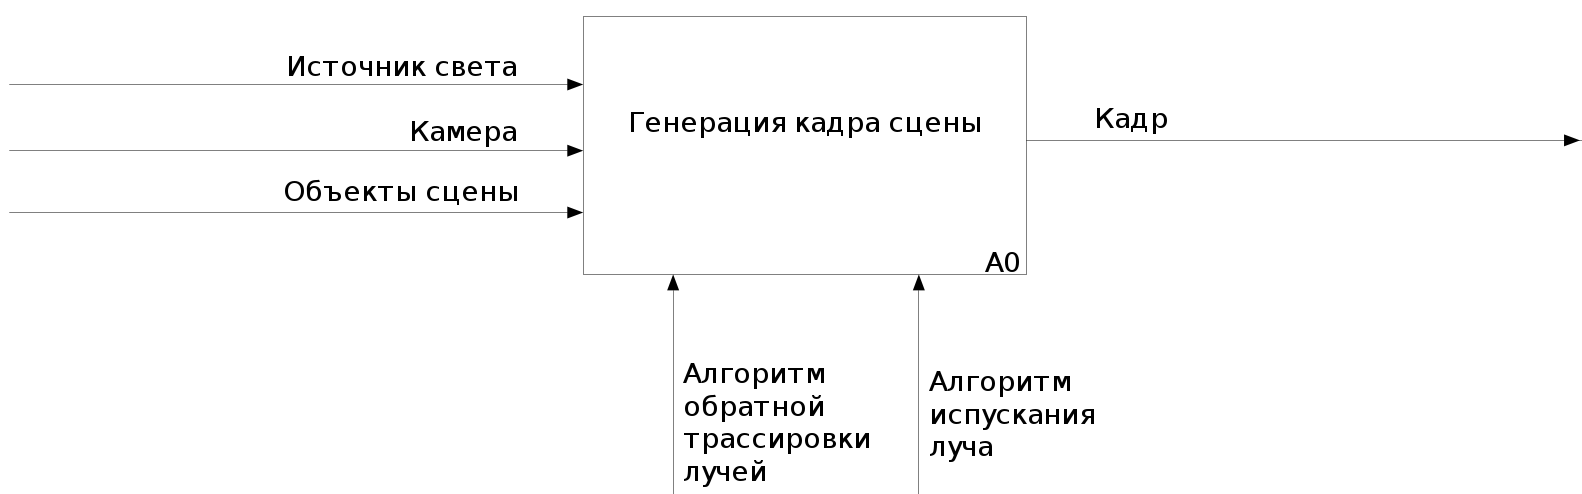 Источник света
Камера
Объекты сцены
Генерация кадра сцены
A0
Кадр
Алгоритм
обратной
трассировки
лучей
Алгоритм
испускания
луча